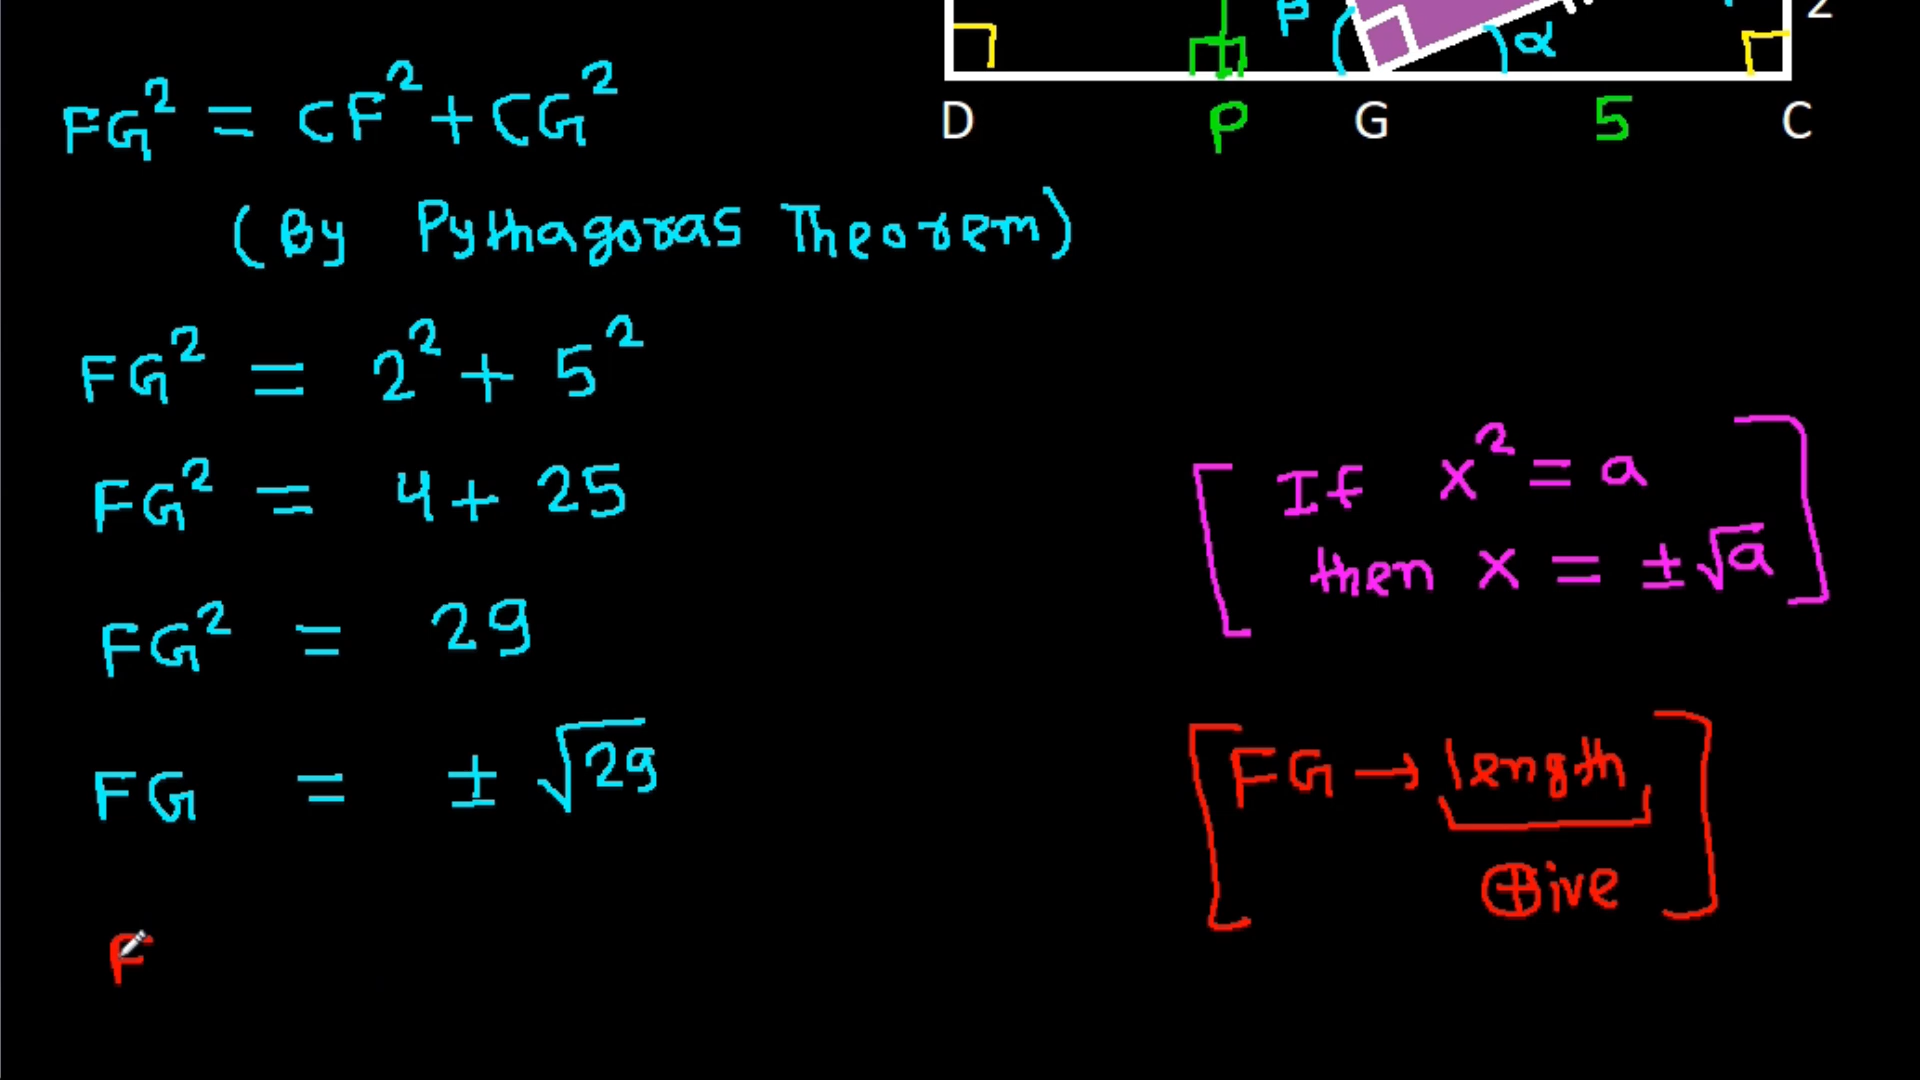 β α 2
D P G 5 C
FG² = CF² + CG²
(By Pythagoras Theorem)
FG² = 2² + 5²
FG² = 4 + 25
FG² = 29
FG = ± √29
F
[ If x² = a
then x = ±√a ]
[ FG → length
⊕ive ]